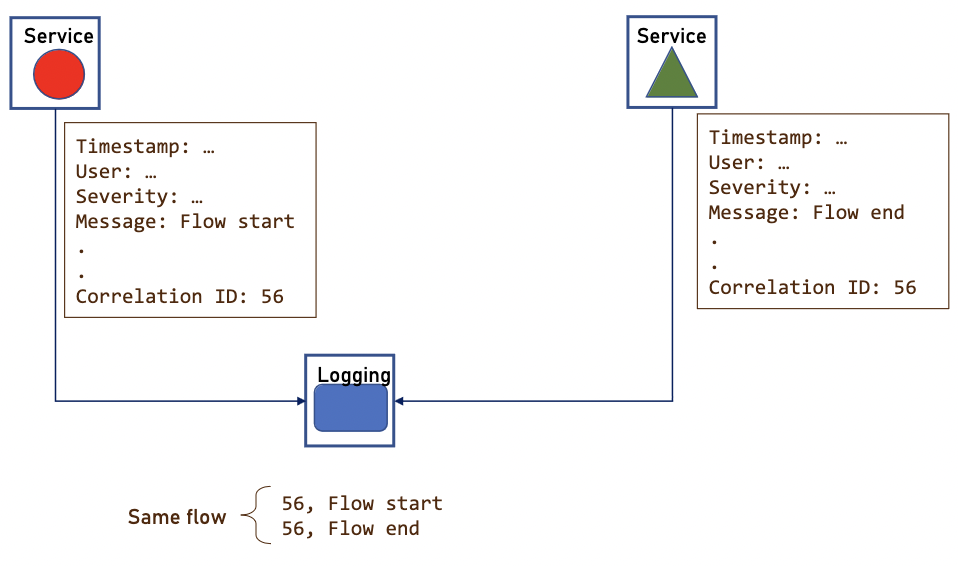 Service
Service
Timestamp: …
User: …
Severity: …
Message: Flow start
.
.
Correlation ID: 56
Timestamp: …
User: …
Severity: …
Message: Flow end
.
.
Correlation ID: 56
Logging
Same flow
56, Flow start
56, Flow end